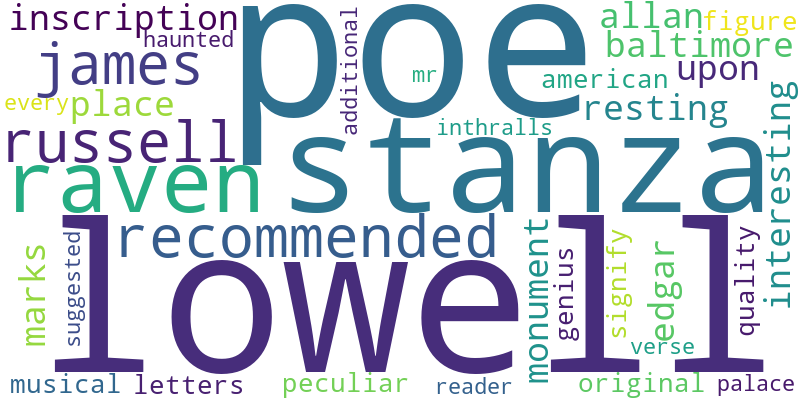 inscription
haunted
poe
additional
mr
allan
figure
james
baltimore
american
upon
every
place
resting
interesting
russell
inthralls
raven
stanza
recommended
lowell
marks
suggested
monument
genius
signify
edgar
quality
verse
musical
letters
peculiar
reader
original
palace